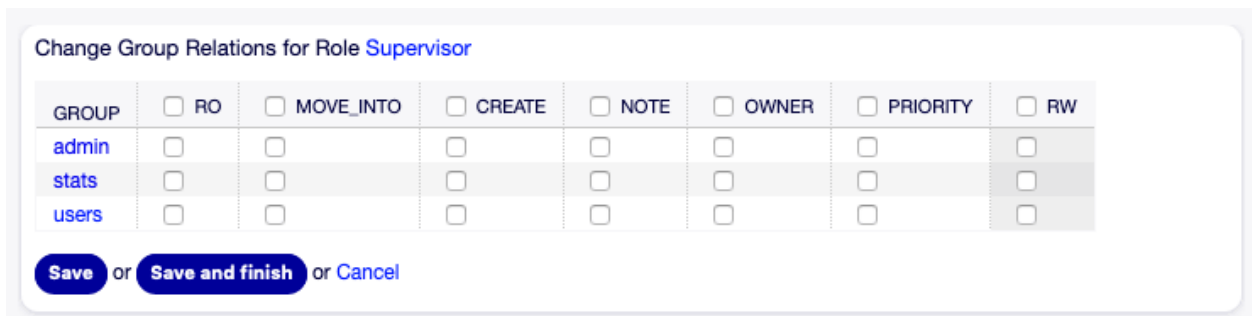 Change Group Relations for Role Supervisor
GROUP RO MOVE_INTO CREATE NOTE OWNER PRIORITY RW
admin
stats
users
Save or Save and finish or Cancel